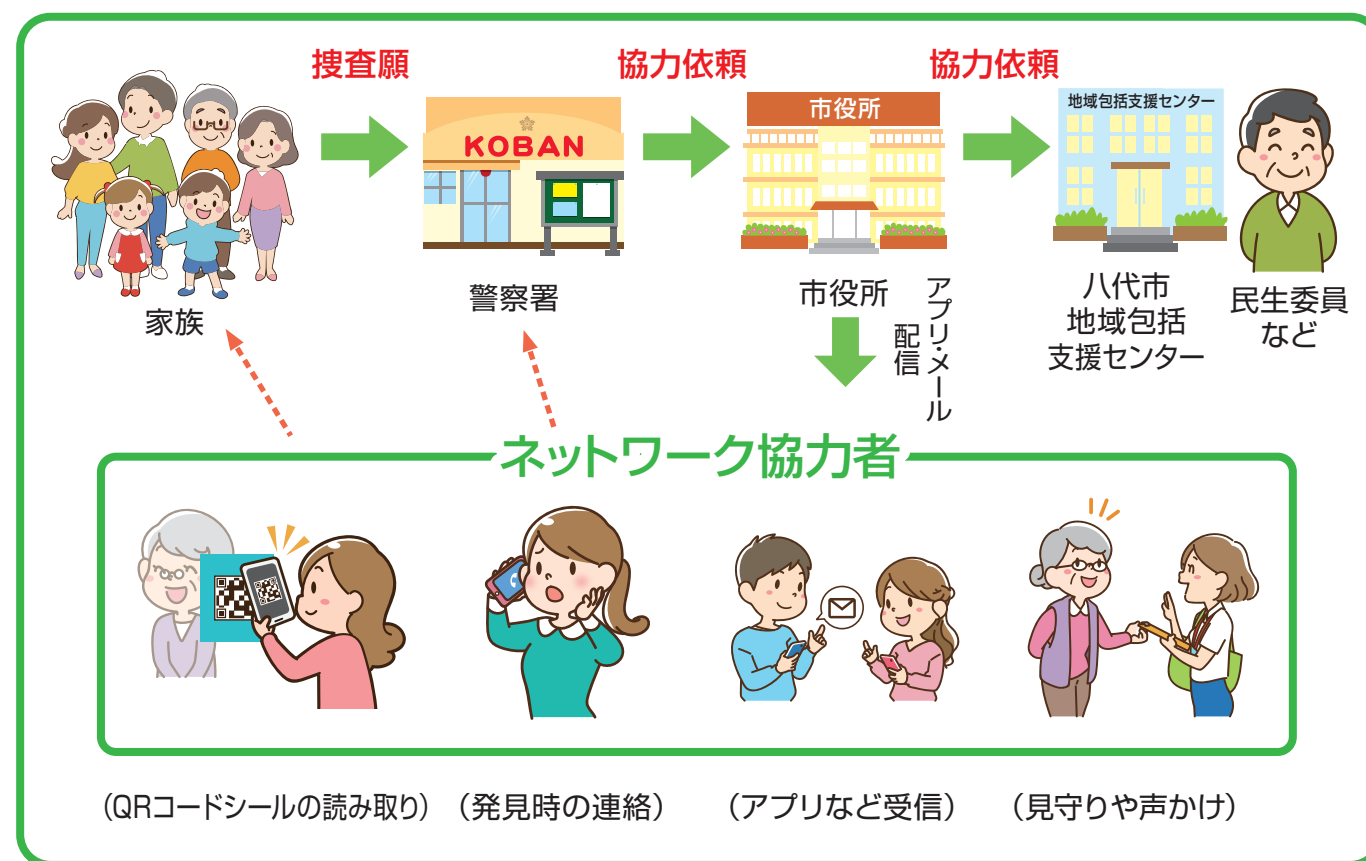 捜査願
協力依頼
協力依頼
KOBAN
市役所
地域包括支援センター
家族
警察署
市役所
アプリ・メール
配信
八代市
地域包括
支援センター
民生委員
など
ネットワーク協力者
（QRコードシールの読み取り）
（発見時の連絡）
（アプリなど受信）
（見守りや声かけ）